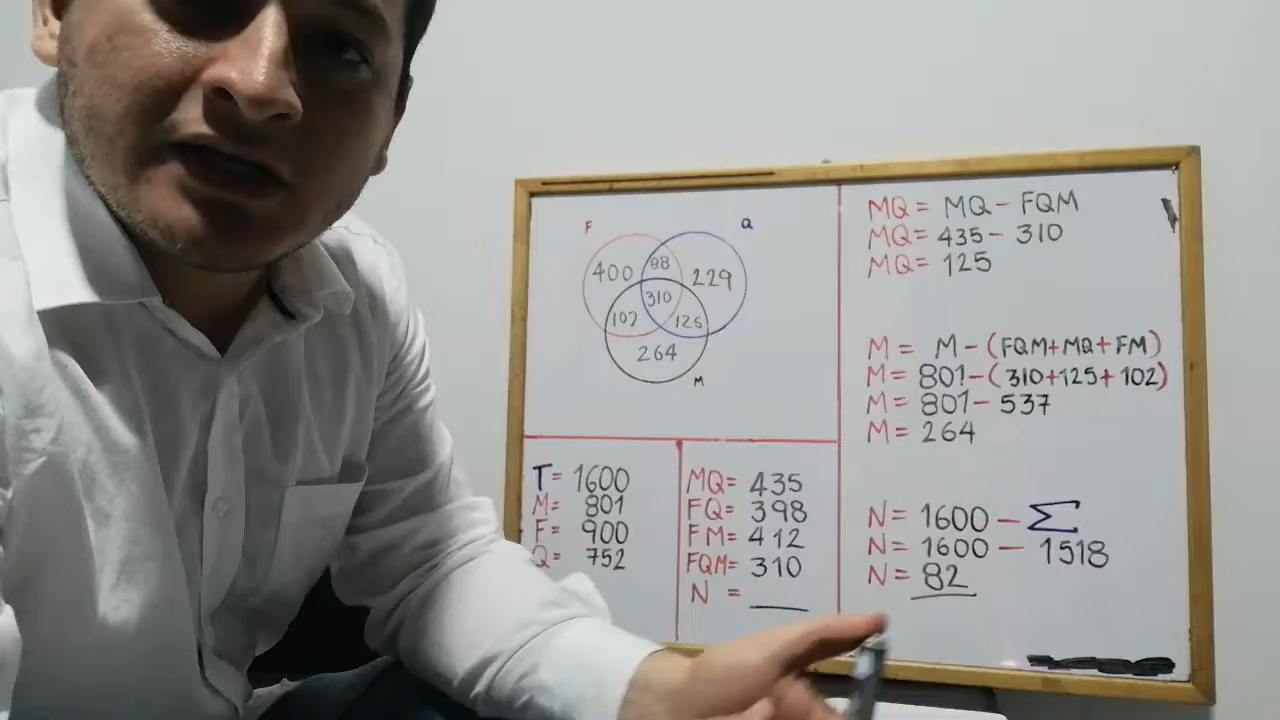 F
Q
400
88
229
310
102
125
264
M
T= 1600
M= 801
F= 900
Q= 752
MQ= 435
FQ= 398
FM= 412
FQM= 310
N =
MQ = MQ - FQM
MQ= 435 - 310
MQ= 125
M = M-(FQM+MQ+FM)
M= 801-(310+125+102)
M= 801- 537
M= 264
N= 1600 - Σ
N= 1600 - 1518
N= 82